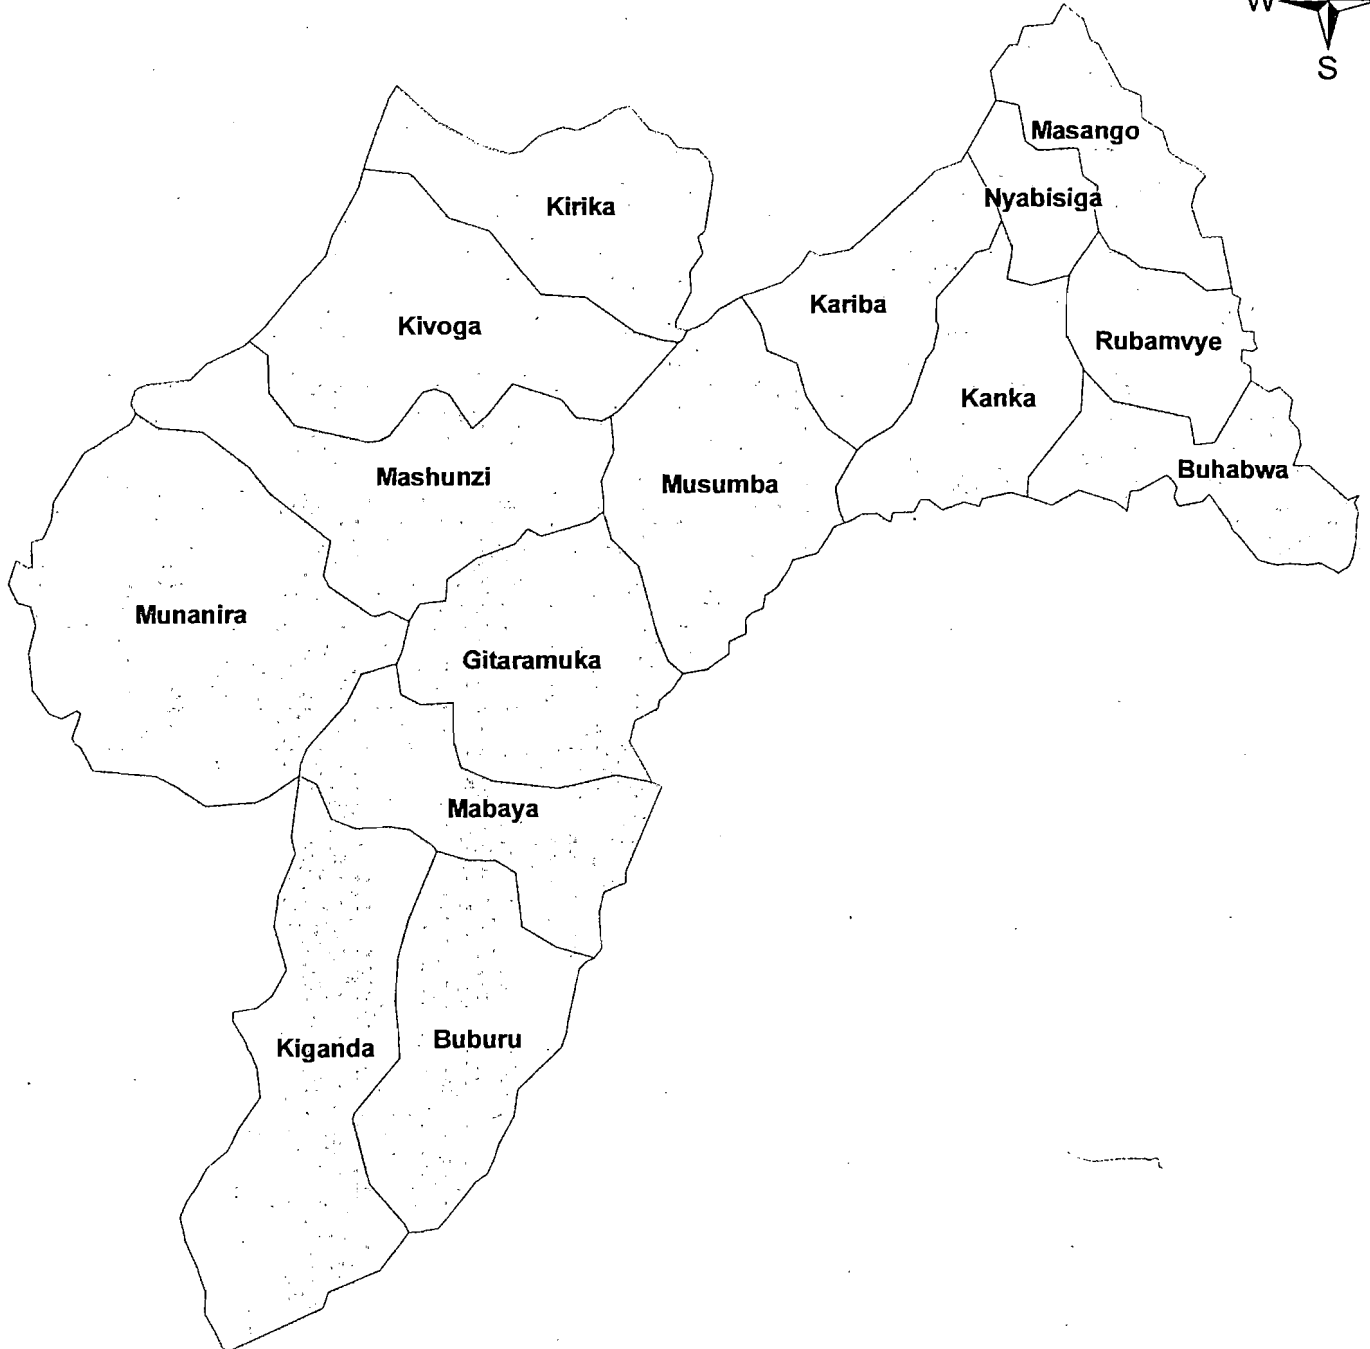 W
S
Masango
Nyabisiga
Kirika
Kariba
Kivoga
Rubamvye
Kanka
Buhabwa
Mashunzi
Musumba
Munanira
Gitaramuka
Mabaya
Kiganda
Buburu